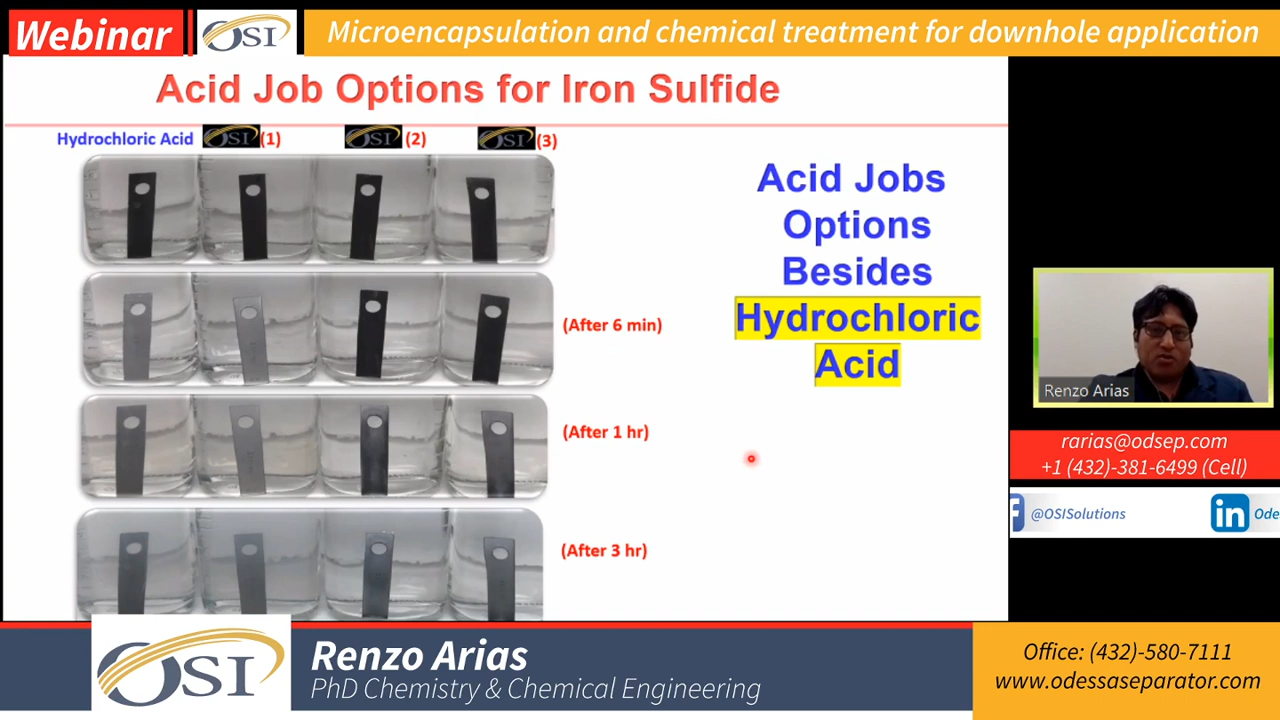 Webinar
OSI
Microencapsulation and chemical treatment for downhole application
Acid Job Options for Iron Sulfide
Hydrochloric Acid OSI (1) OSI (2) OSI (3)
(After 6 min)
(After 1 hr)
(After 3 hr)
Acid Jobs
Options
Besides
Hydrochloric
Acid
Renzo Arias
rarias@odsep.com
+1 (432)-381-6499 (Cell)
@OSISolutions
in Ode
OSI
Renzo Arias
PhD Chemistry & Chemical Engineering
Office: (432)-580-7111
www.odessaseparator.com